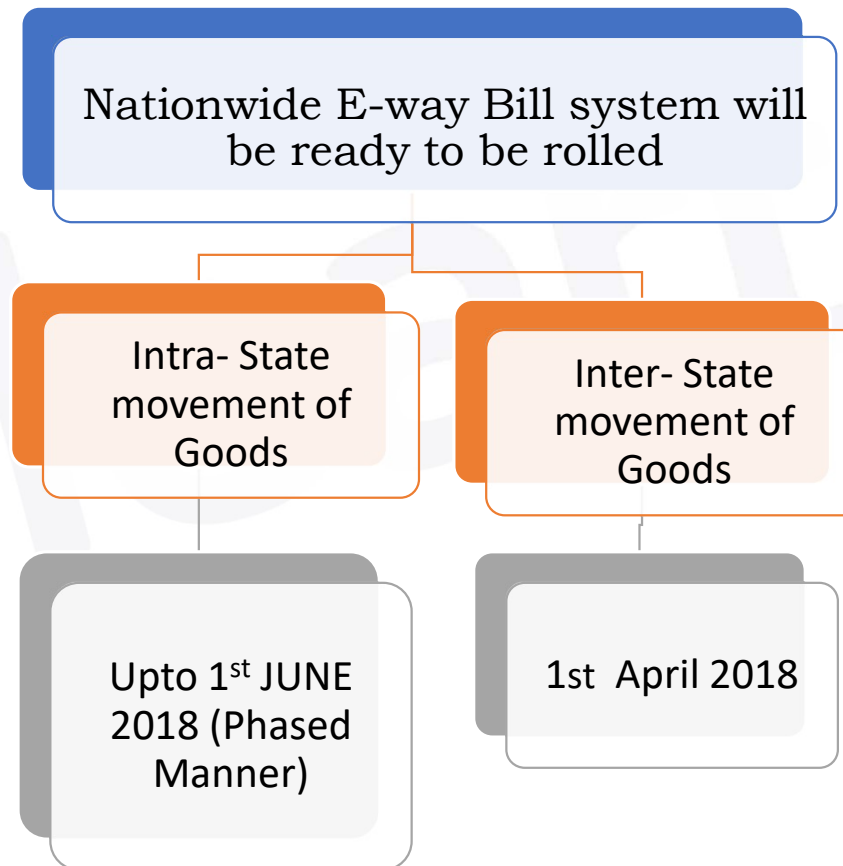 Nationwide E-way Bill system will
be ready to be rolled
Intra- State
movement of
Goods
Inter- State
movement of
Goods
Upto 1st JUNE
2018 (Phased
Manner)
1st  April 2018